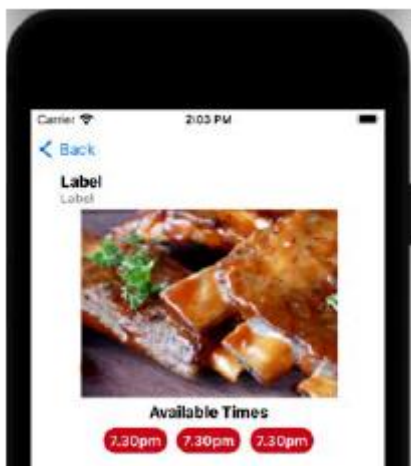 Carrier 2:03 PM
Back
Label
Label
Available Times
7.30pm 7.30pm 7.30pm